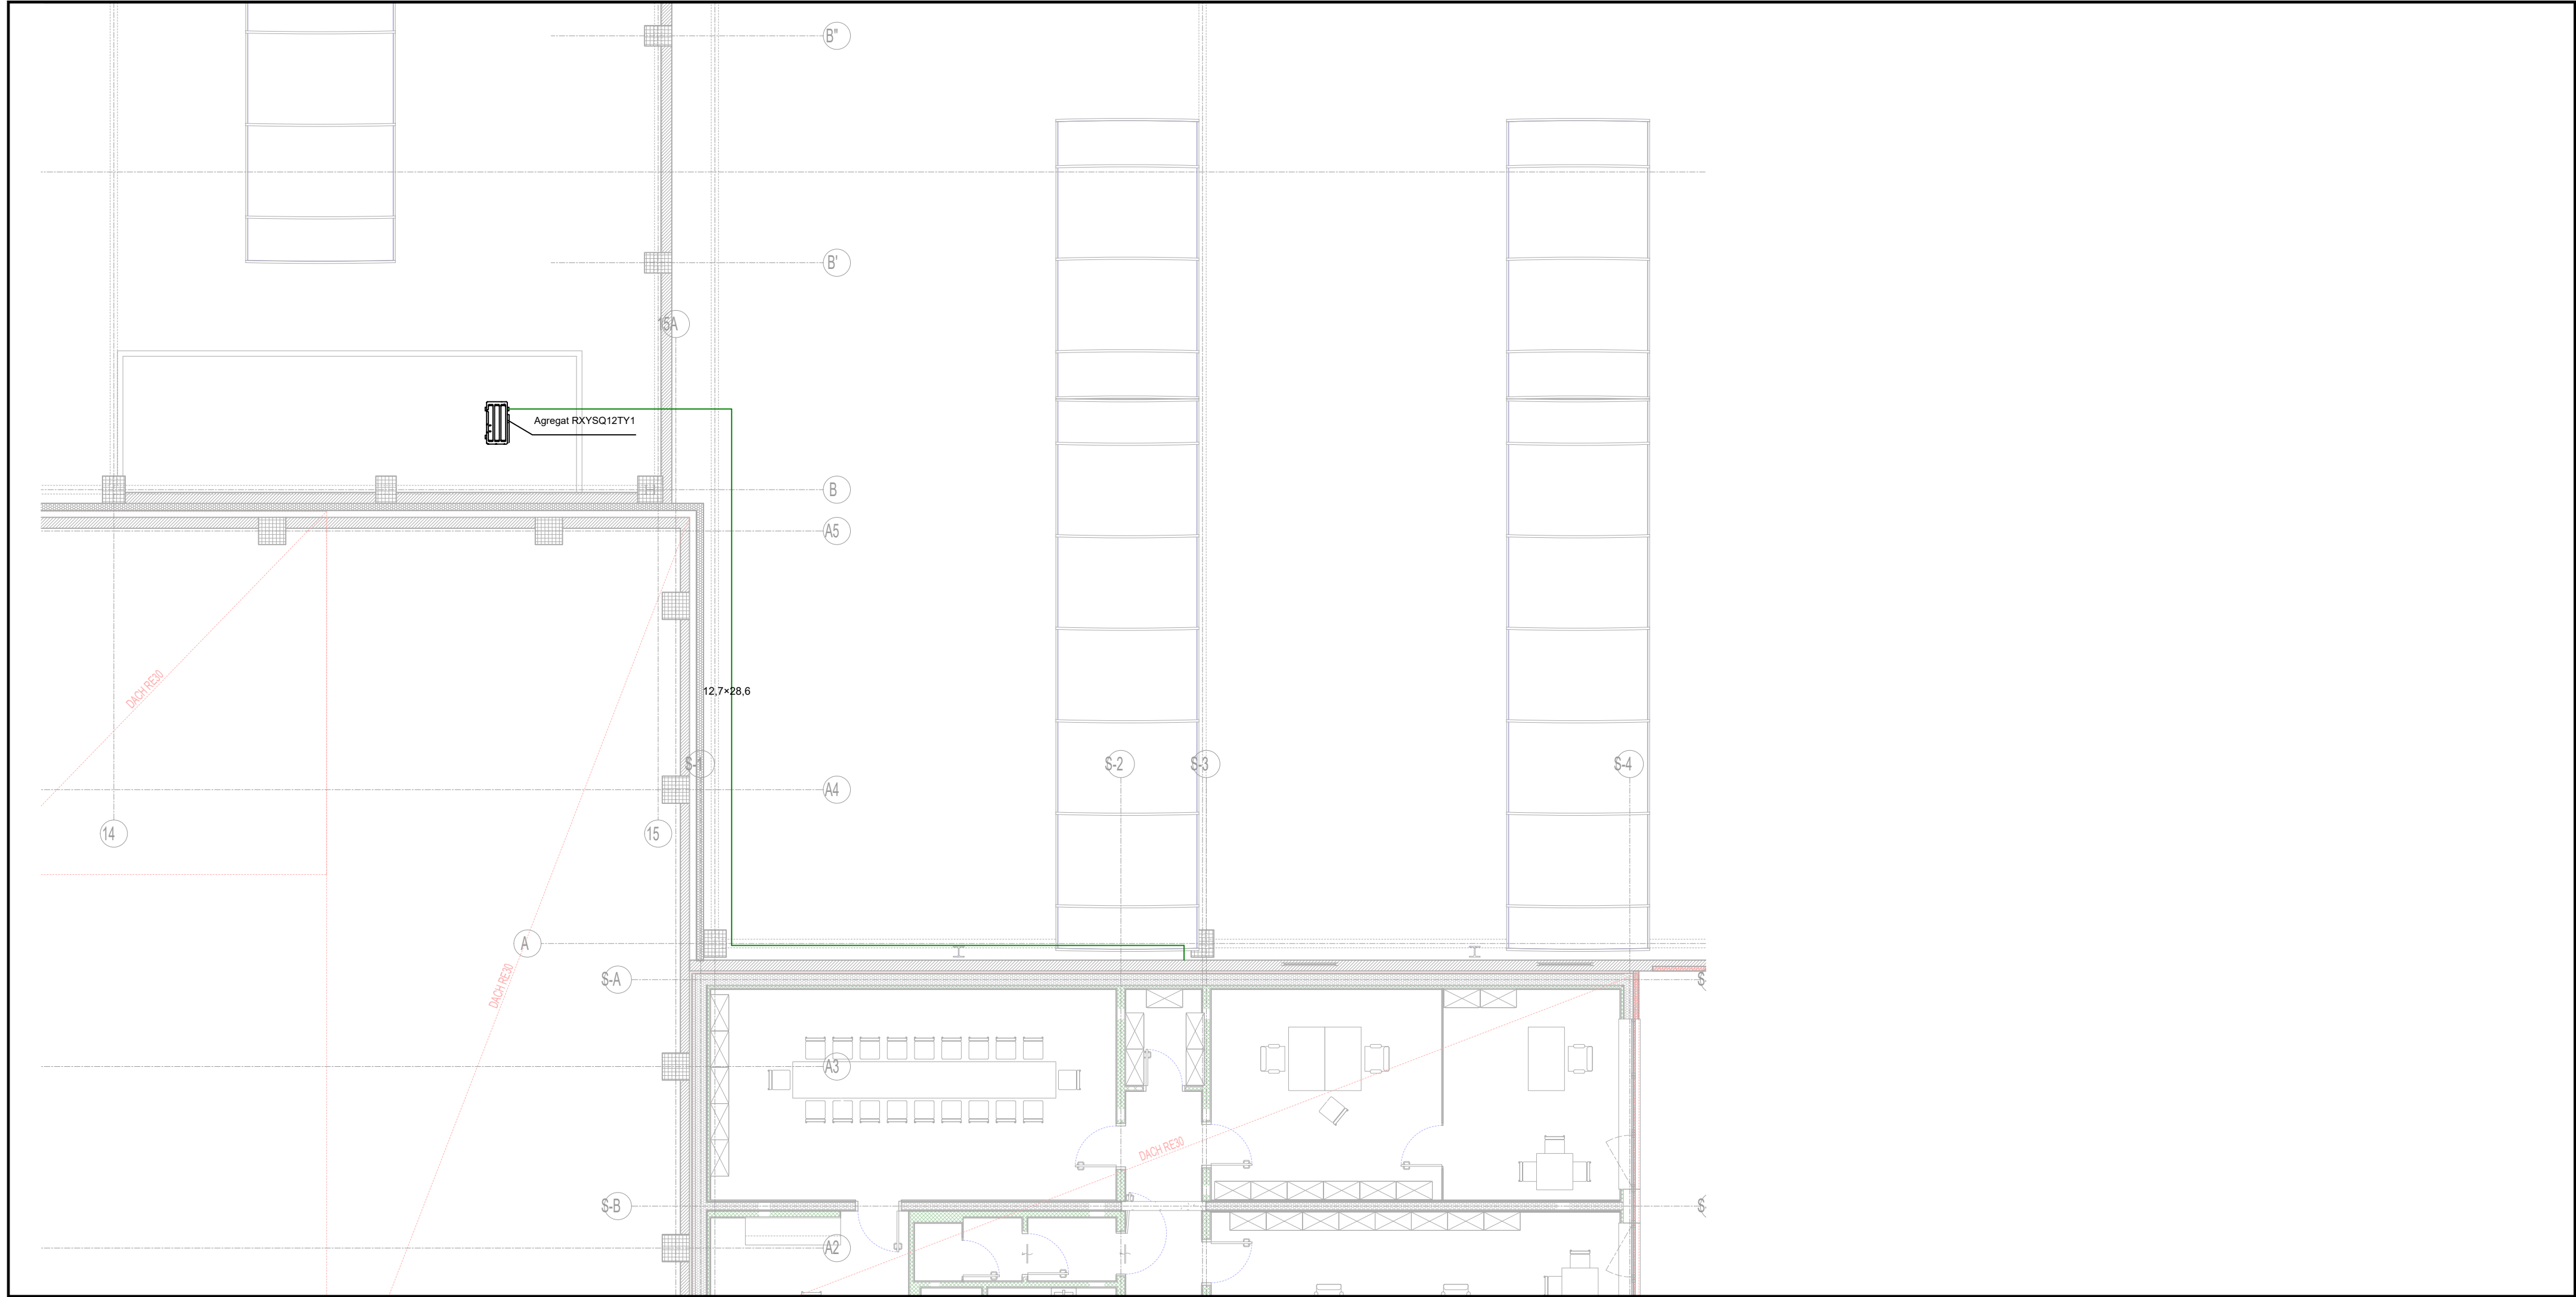 B"
B'
15A
Agregat RXYSQ12TY1
B
A5
DACH RE30
12,7×28,6
S-1
S-2
S-3
S-4
A4
14
15
A
DACH RE30
S-A
S
A3
DACH RE30
S-B
S
A2